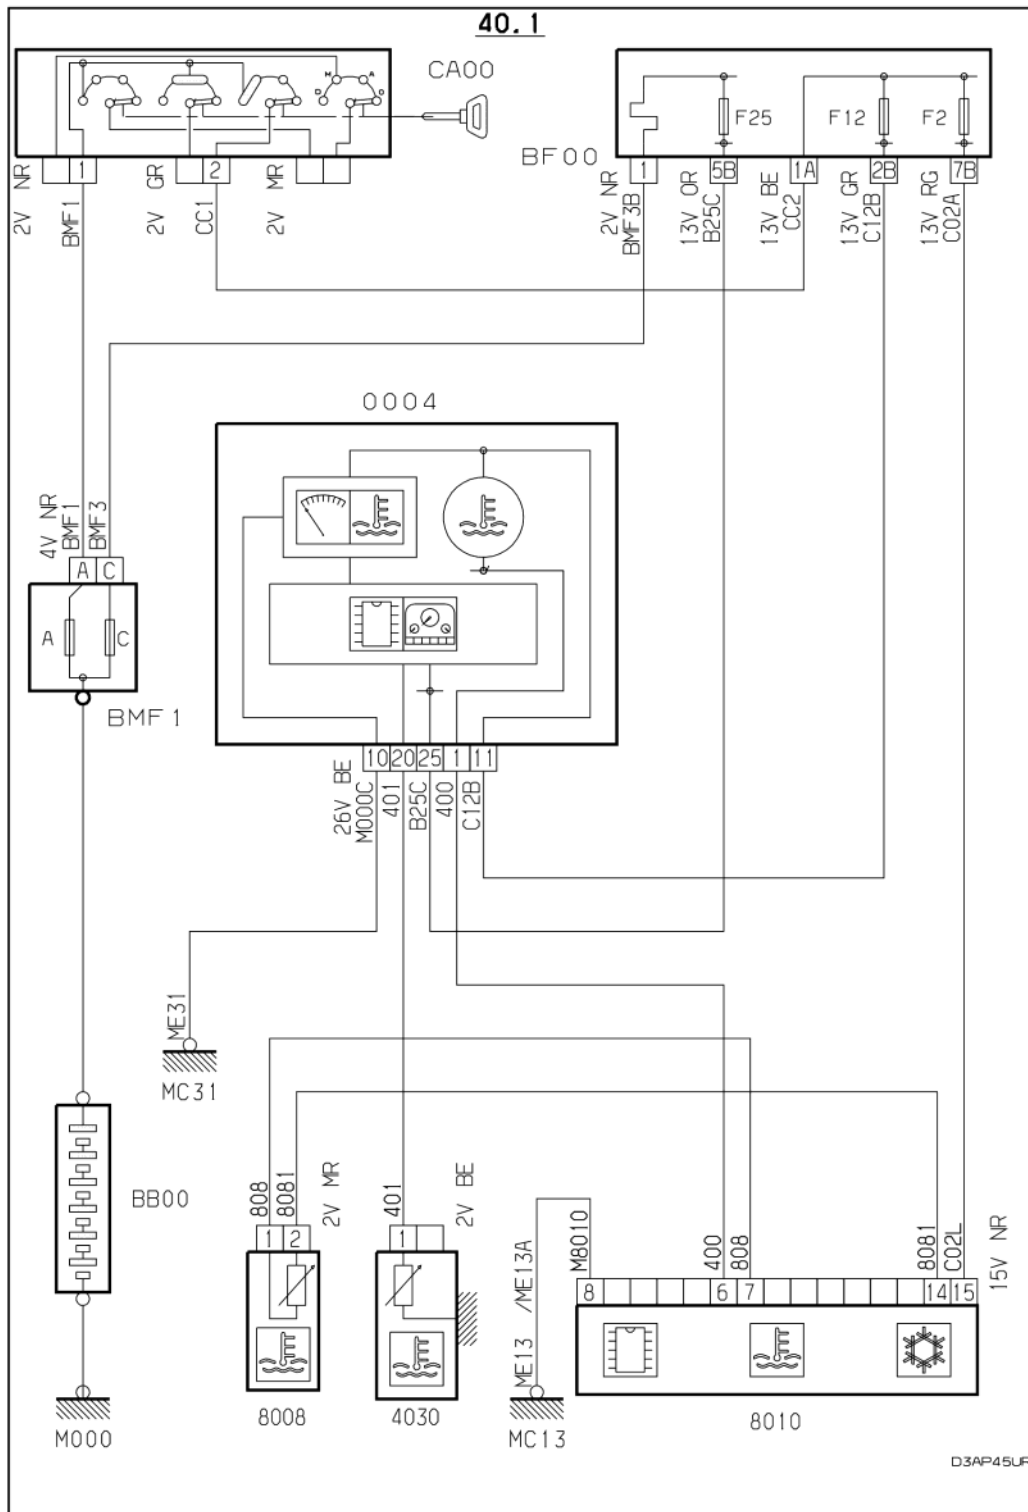 40.1
CA00
M A
D D
F25 F12 F2
BF00
1 2
1 5B 1A 2B 7B
2V NR
BMF1
2V GR
CC1
2V MR
2V NR
BMF3B
13V OR
B25C
13V BE
CC2
13V GR
C12B
13V RG
C02A
0004
4V NR
BMF1
BMF3
A C
A C
BMF1
10 20 25 1 11
26V BE
M000C
401
B25C
400
C12B
ME31
MC31
BB00
M000
808
8081
2V MR
1 2
8008
401
2V BE
1
4030
ME13 /ME13A
M8010
MC13
400
808
8081
C02L
15V NR
8 6 7 14 15
8010
D3AP45UR